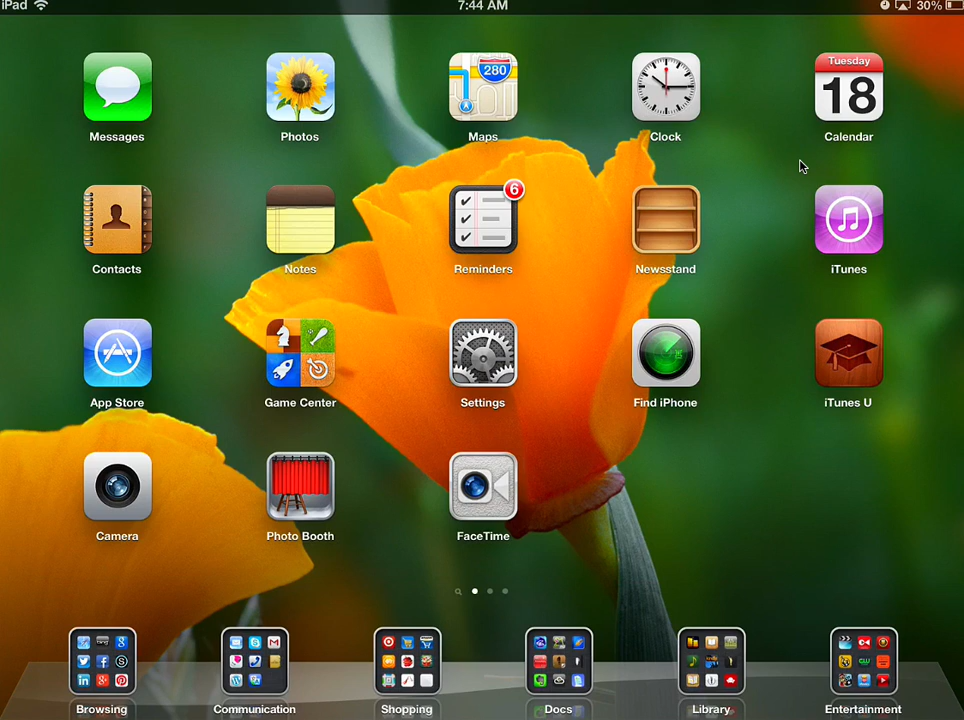 iPad 7:44 AM 30%
280 Tuesday 18
Messages Photos Maps Clock Calendar
6
Contacts Notes Reminders Newsstand iTunes
App Store Game Center Settings Find iPhone iTunes U
Camera Photo Booth FaceTime
Browsing Communication Shopping Docs Library Entertainment